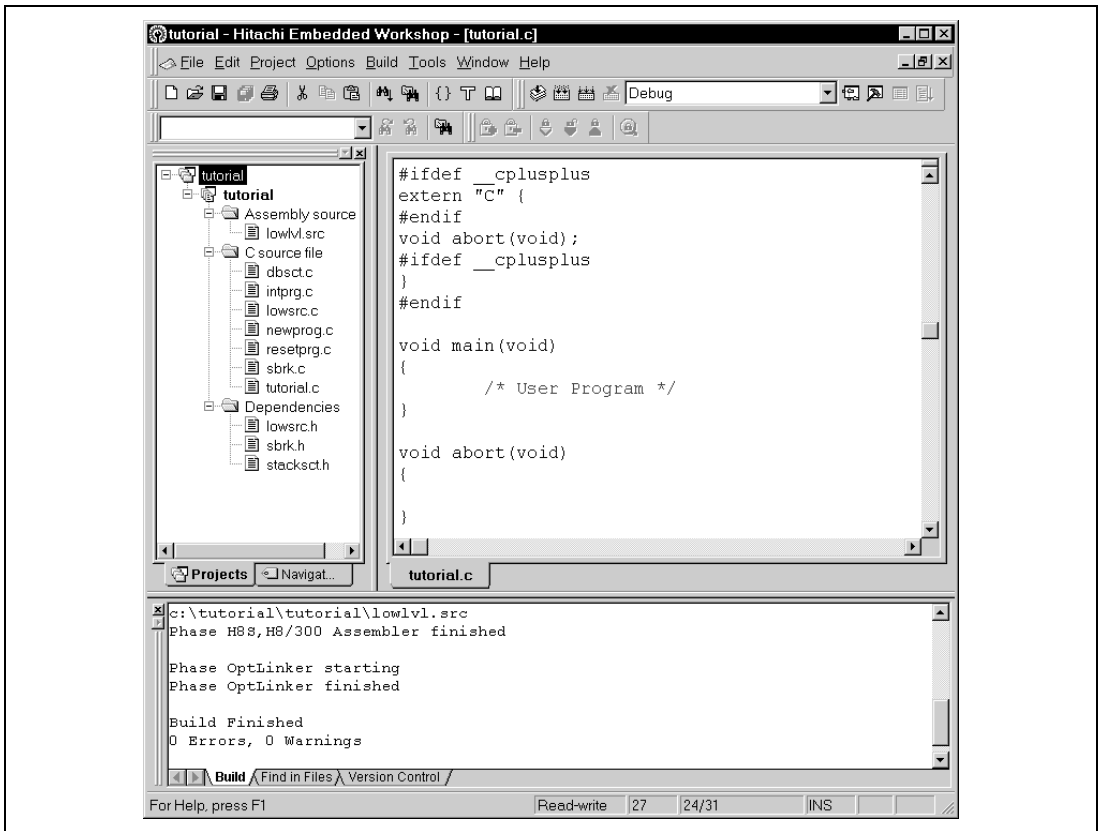 tutorial - Hitachi Embedded Workshop - [tutorial.c]
File Edit Project Options Build Tools Window Help
Debug
tutorial
tutorial
Assembly source
lowlvl.src
C source file
dbsct.c
intprg.c
lowsrc.c
newprog.c
resetprg.c
sbrk.c
tutorial.c
Dependencies
lowsrc.h
sbrk.h
stacksct.h
Projects Navigat...
#ifdef __cplusplus
extern "C" {
#endif
void abort(void);
#ifdef __cplusplus
}
#endif
void main(void)
{
/* User Program */
}
void abort(void)
{
}
tutorial.c
c:\tutorial\tutorial\lowlvl.src
Phase H8S,H8/300 Assembler finished
Phase OptLinker starting
Phase OptLinker finished
Build Finished
0 Errors, 0 Warnings
Build Find in Files Version Control
For Help, press F1 Read-write 27 24/31 INS